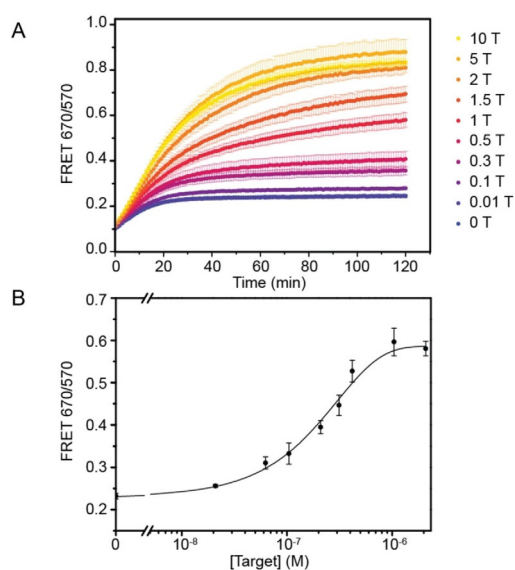 A
FRET 670/570
1.0
0.8
0.6
0.4
0.2
0.0
0 20 40 60 80 100 120
Time (min)
10 T
5 T
2 T
1.5 T
1 T
0.5 T
0.3 T
0.1 T
0.01 T
0 T
B
FRET 670/570
0.7
0.6
0.5
0.4
0.3
0.2
0 10⁻⁸ 10⁻⁷ 10⁻⁶
[Target] (M)